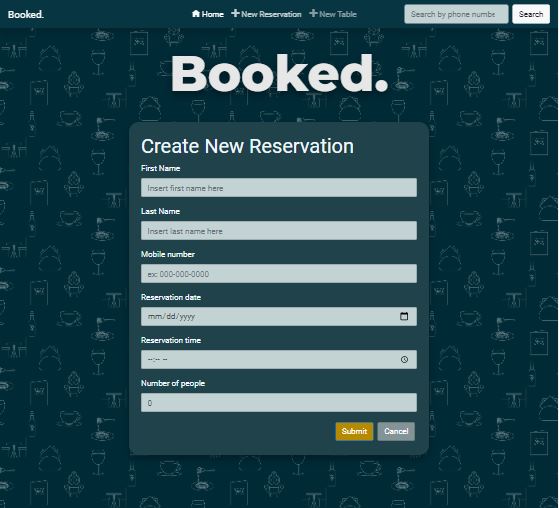 Booked.
Home New Reservation New Table
Search by phone numbe
Search
Booked.
Create New Reservation
First Name
Insert first name here
Last Name
Insert last name here
Mobile number
ex: 000-000-0000
Reservation date
mm/dd/yyyy
Reservation time
--:-- --
Number of people
0
Submit Cancel